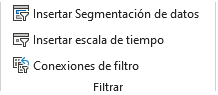 Insertar Segmentación de datos
Insertar escala de tiempo
Conexiones de filtro
Filtrar